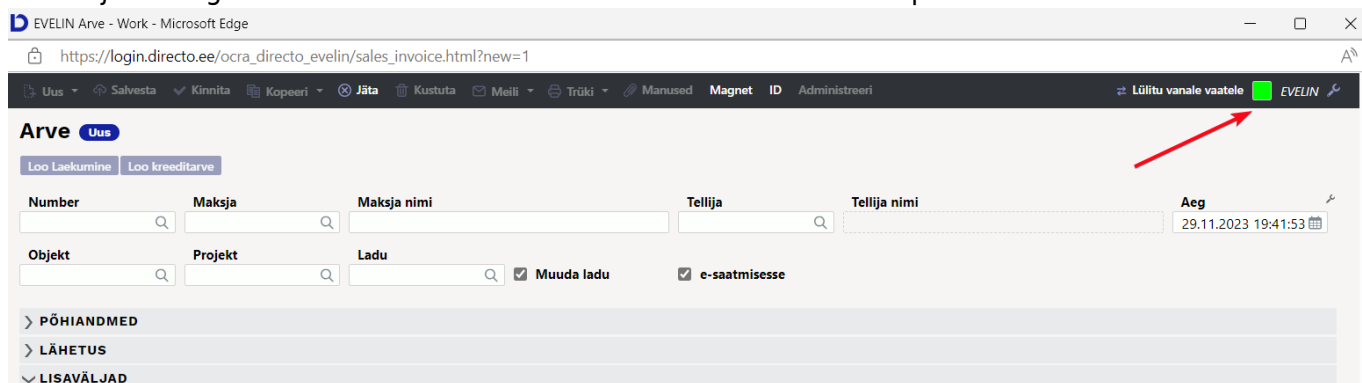 EVELIN Arve - Work - Microsoft Edge
https://login.directo.ee/ocra_directo_evelin/sales_invoice.html?new=1
Uus Salvesta Kinnita Kopeeri Jäta Kustuta Meili Trüki Manused Magnet ID Administreeri Lülitu vanale vaatele EVELIN
Arve Uus
Loo Laekumine Loo kreeditarve
Number Maksja Maksja nimi Tellija Tellija nimi Aeg
29.11.2023 19:41:53
Objekt Projekt Ladu
Muuda ladu e-saatmisesse
PÕHIANDMED
LÄHETUS
LISAVÄLJAD